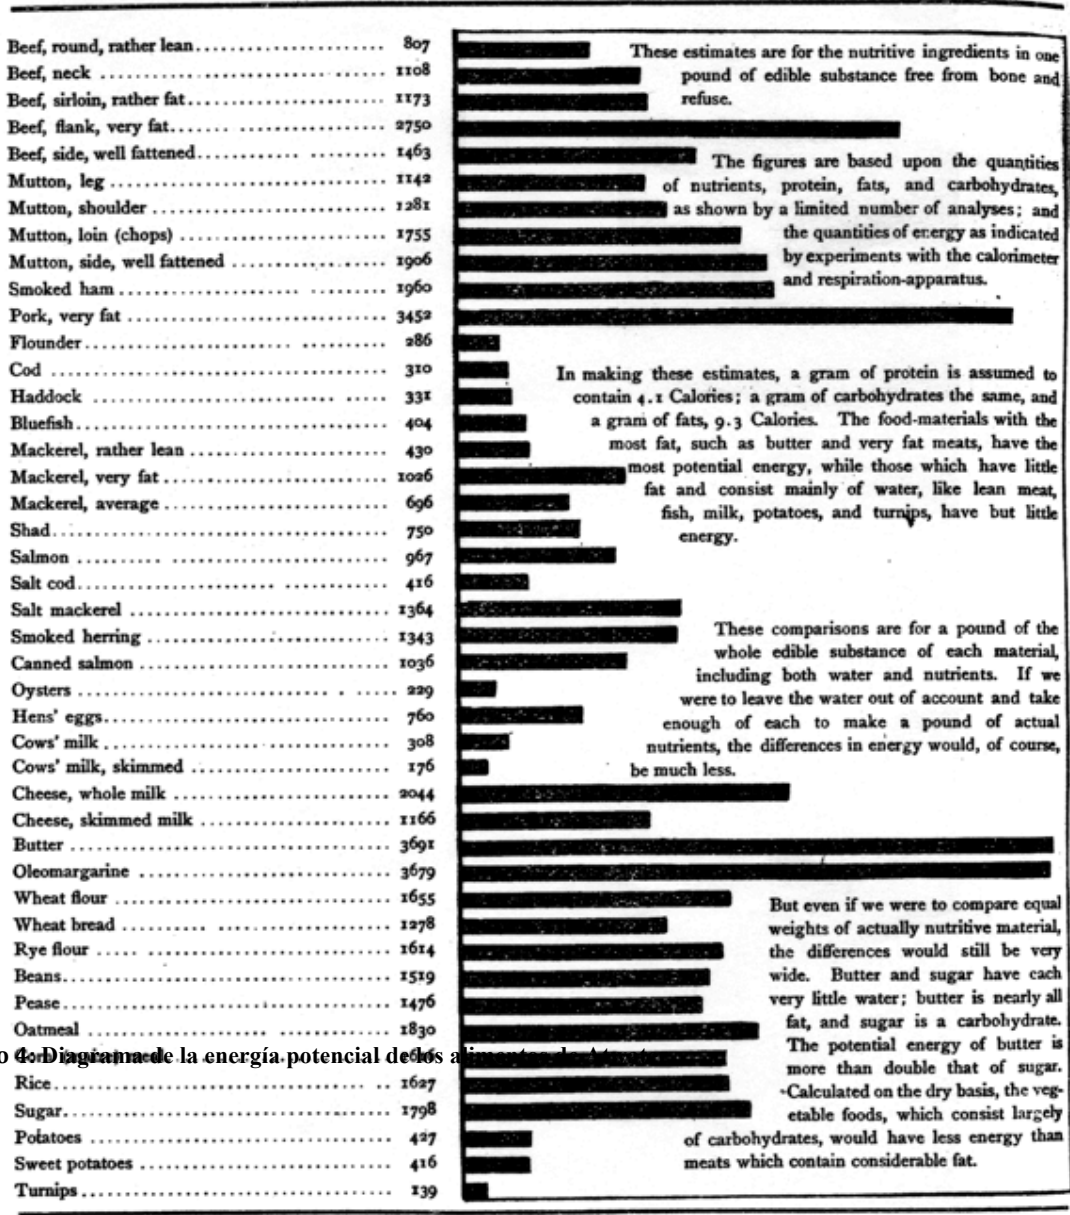 Beef, round, rather lean 807
Beef, neck 1108
Beef, sirloin, rather fat 1173
Beef, flank, very fat 2750
Beef, side, well fattened 1463
Mutton, leg 1142
Mutton, shoulder 1281
Mutton, loin (chops) 1755
Mutton, side, well fattened 1906
Smoked ham 1960
Pork, very fat 3452
Flounder 286
Cod 310
Haddock 331
Bluefish 404
Mackerel, rather lean 430
Mackerel, very fat 1026
Mackerel, average 696
Shad 750
Salmon 967
Salt cod 416
Salt mackerel 1364
Smoked herring 1343
Canned salmon 1036
Oysters 229
Hens' eggs 760
Cows' milk 308
Cows' milk, skimmed 176
Cheese, whole milk 2044
Cheese, skimmed milk 1166
Butter 3691
Oleomargarine 3679
Wheat flour 1655
Wheat bread 1278
Rye flour 1614
Beans 1519
Pease 1476
Oatmeal 1830
o 4: Diagrama de la energía potencial de los alimentos de
Rice 1627
Sugar 1798
Potatoes 427
Sweet potatoes 416
Turnips 139
These estimates are for the nutritive ingredients in one
pound of edible substance free from bone and
refuse.
The figures are based upon the quantities
of nutrients, protein, fats, and carbohydrates,
as shown by a limited number of analyses; and
the quantities of energy as indicated
by experiments with the calorimeter
and respiration-apparatus.
In making these estimates, a gram of protein is assumed to
contain 4.1 Calories; a gram of carbohydrates the same, and
a gram of fats, 9.3 Calories. The food-materials with the
most fat, such as butter and very fat meats, have the
most potential energy, while those which have little
fat and consist mainly of water, like lean meat,
fish, milk, potatoes, and turnips, have but little
energy.
These comparisons are for a pound of the
whole edible substance of each material,
including both water and nutrients. If we
were to leave the water out of account and take
enough of each to make a pound of actual
nutrients, the differences in energy would, of course,
be much less.
But even if we were to compare equal
weights of actually nutritive material,
the differences would still be very
wide. Butter and sugar have each
very little water; butter is nearly all
fat, and sugar is a carbohydrate.
The potential energy of butter is
more than double that of sugar.
Calculated on the dry basis, the veg-
etable foods, which consist largely
of carbohydrates, would have less energy than
meats which contain considerable fat.